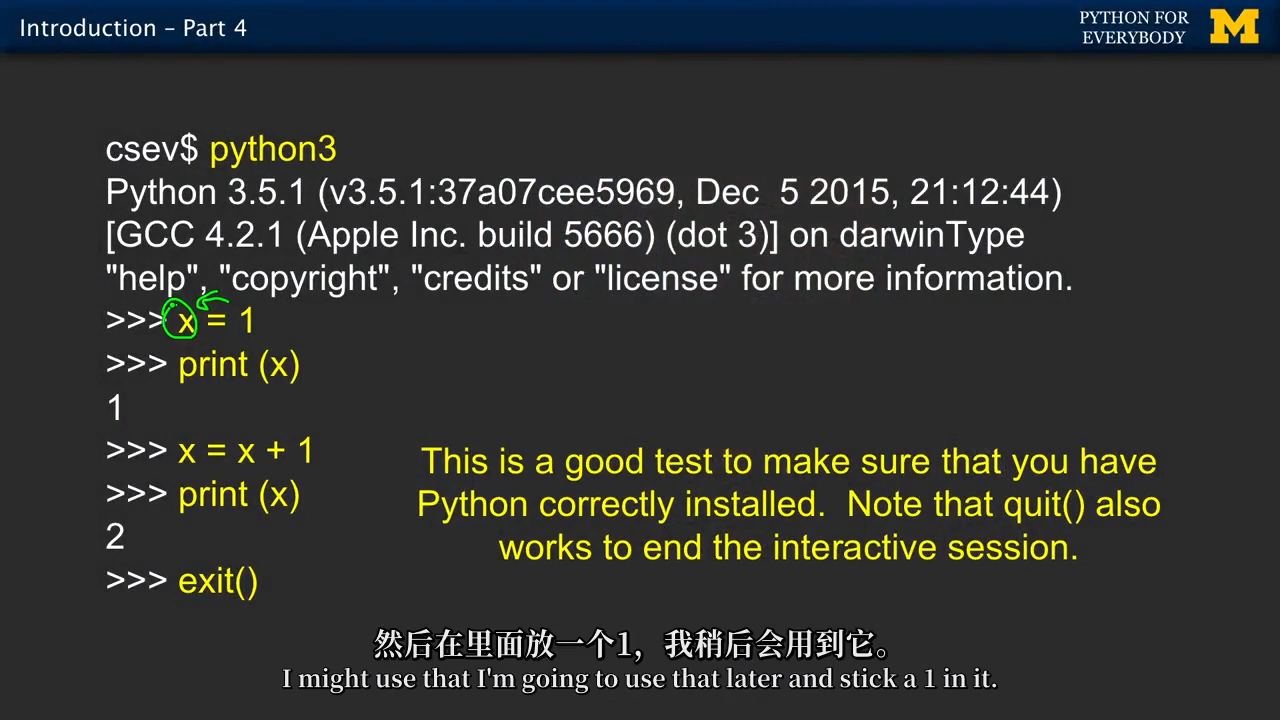 Introduction – Part 4
PYTHON FOR
EVERYBODY
M
csev$ python3
Python 3.5.1 (v3.5.1:37a07cee5969, Dec  5 2015, 21:12:44)
[GCC 4.2.1 (Apple Inc. build 5666) (dot 3)] on darwinType
"help", "copyright", "credits" or "license" for more information.
>>> x = 1
>>> print (x)
1
>>> x = x + 1
>>> print (x)
2
>>> exit()
This is a good test to make sure that you have
Python correctly installed.  Note that quit() also
works to end the interactive session.
然后在里面放一个1, 我稍后会用到它。
I might use that I'm going to use that later and stick a 1 in it.